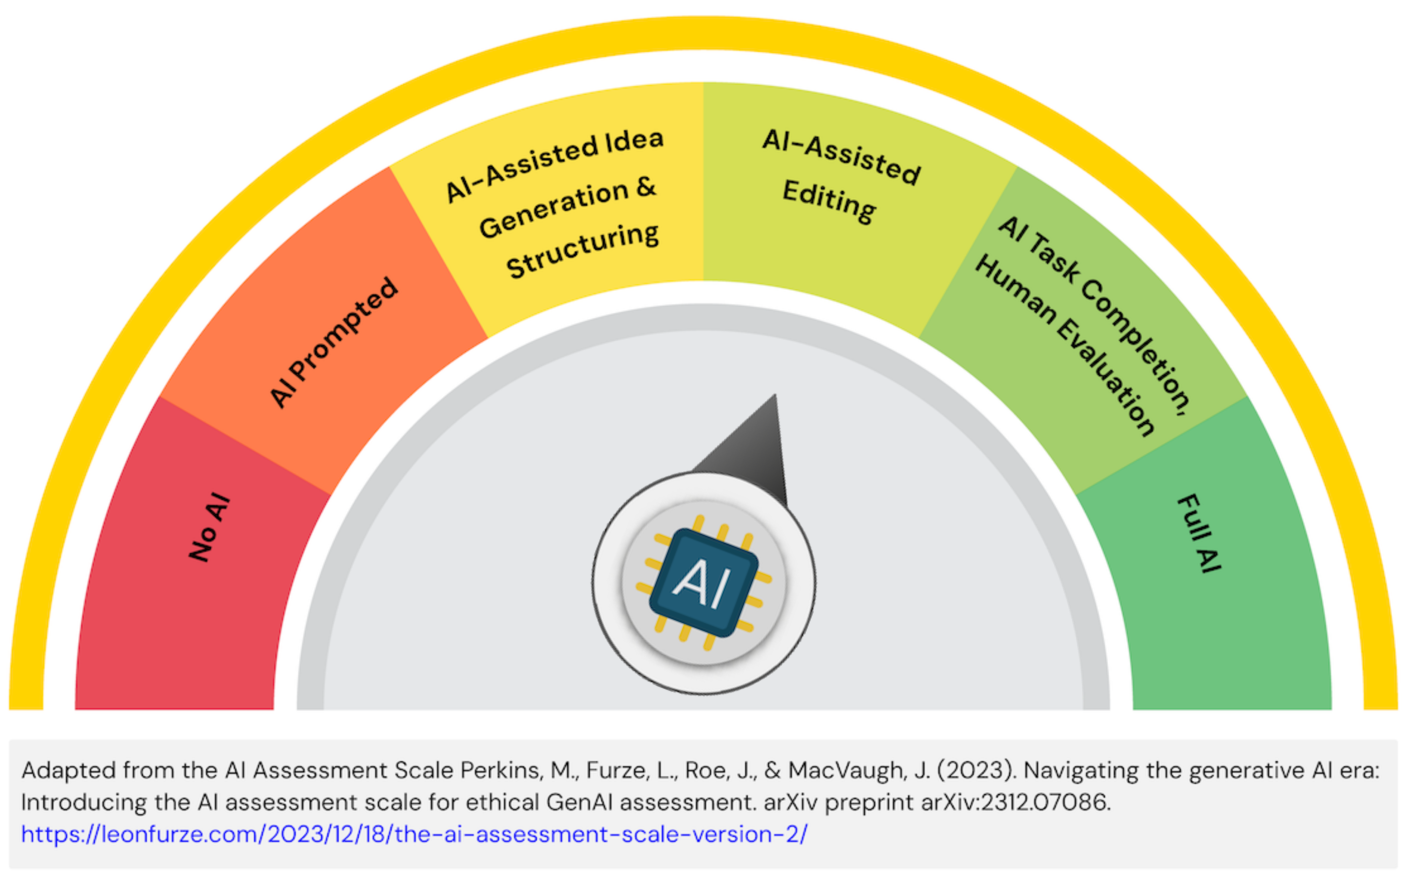 No AI
AI Prompted
AI-Assisted Idea
Generation &
Structuring
AI-Assisted
Editing
AI Task Completion,
Human Evaluation
Full AI
AI
Adapted from the AI Assessment Scale Perkins, M., Furze, L., Roe, J., & MacVaugh, J. (2023). Navigating the generative AI era:
Introducing the AI assessment scale for ethical GenAI assessment. arXiv preprint arXiv:2312.07086.
https://leonfurze.com/2023/12/18/the-ai-assessment-scale-version-2/